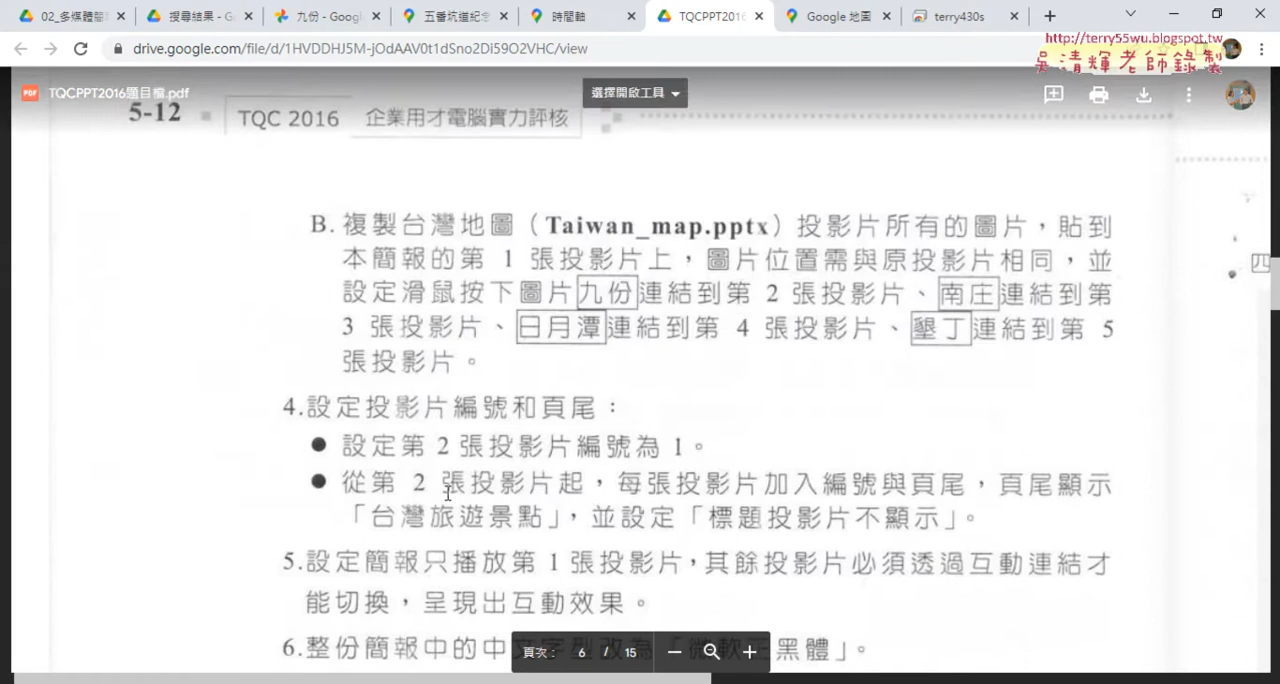 02_多媒體簡
搜尋結果 - G
九份 - Goog
五番坑道紀念
時間軸
TQCPPT2016
Google 地圖
terry430s
drive.google.com/file/d/1HVDDHJ5M-jOdAAV0t1dSno2Di59O2VHC/view
http://terry55wu.blogspot.tw
吳清輝老師錄製
PDF TQCPPT2016題目檔.pdf
選擇開啟工具
5-12 TQC 2016 企業用才電腦實力評核
B. 複製台灣地圖（Taiwan_map.pptx）投影片所有的圖片，貼到
本簡報的第 1 張投影片上，圖片位置需與原投影片相同，並
設定滑鼠按下圖片九份連結到第 2 張投影片、南庄連結到第
3 張投影片、日月潭連結到第 4 張投影片、墾丁連結到第 5
張投影片。
四
4.設定投影片編號和頁尾：
● 設定第 2 張投影片編號為 1。
● 從第 2 張投影片起，每張投影片加入編號與頁尾，頁尾顯示
「台灣旅遊景點」，並設定「標題投影片不顯示」。
5.設定簡報只播放第 1 張投影片，其餘投影片必須透過互動連結才
能切換，呈現出互動效果。
6.整份簡報中的中文字型改為「微軟正黑體」。
頁次： 6 / 15